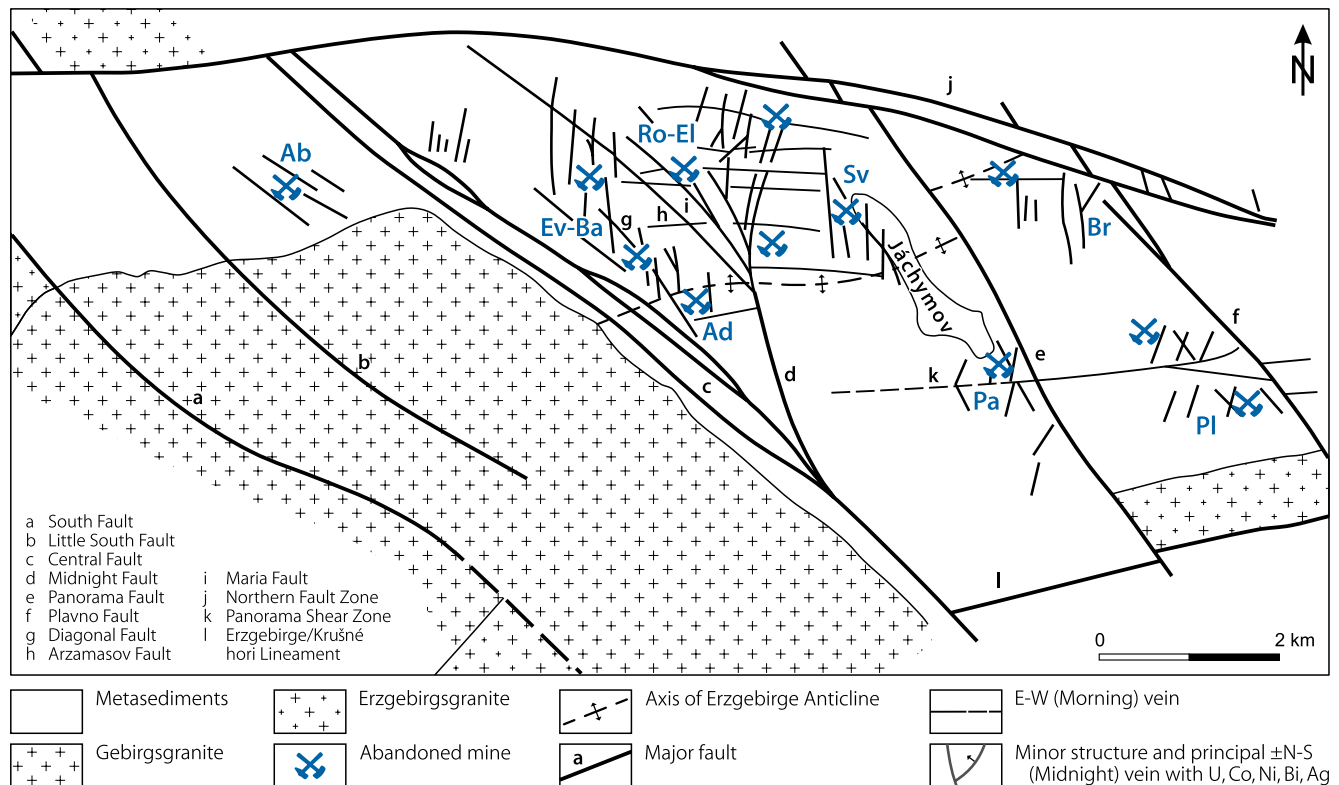 N
j
Ro-El
Ab
Sv
i
h
g
Ev-Ba
Br
Jáchymov
Ad
f
b
e
d
k
c
a
Pa
Pl
l
a South Fault
b Little South Fault
c Central Fault
d Midnight Fault
e Panorama Fault
f Plavno Fault
g Diagonal Fault
h Arzamasov Fault
i Maria Fault
j Northern Fault Zone
k Panorama Shear Zone
l Erzgebirge/Krušné
hori Lineament
0 2 km
Metasediments
Erzgebirgsgranite
Axis of Erzgebirge Anticline
E-W (Morning) vein
Gebirgsgranite
Abandoned mine
a
Major fault
Minor structure and principal ±N-S
(Midnight) vein with U, Co, Ni, Bi, Ag